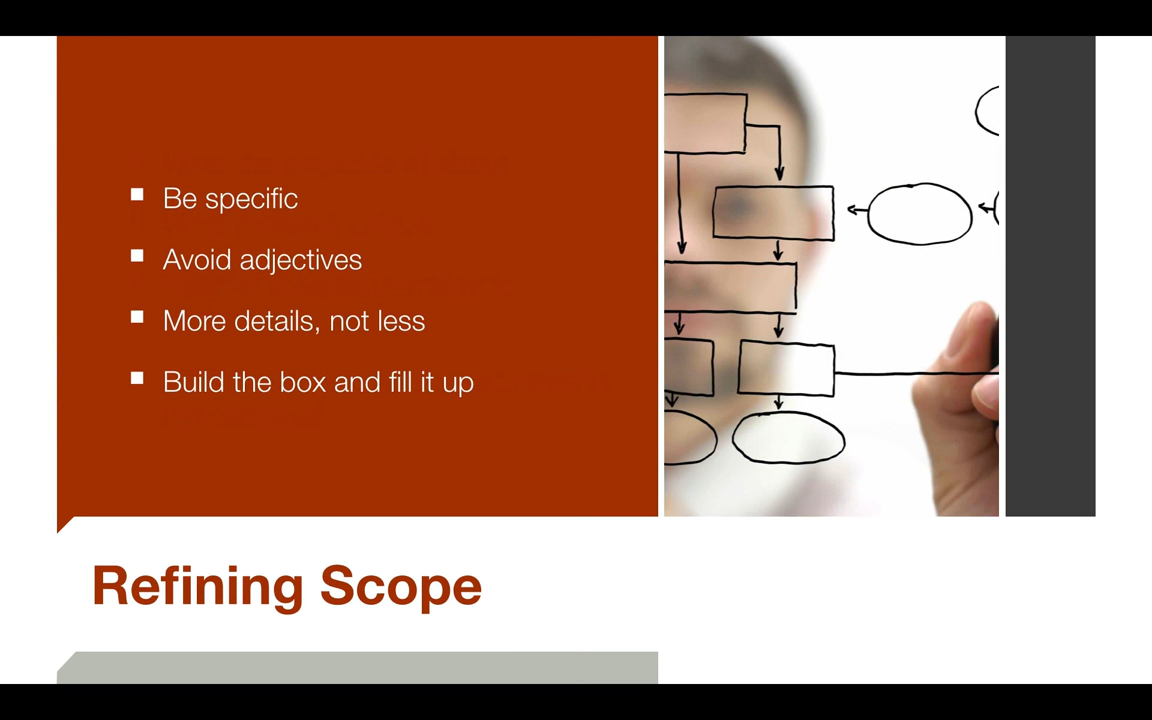 Be specific
Avoid adjectives
More details, not less
Build the box and fill it up
Refining Scope